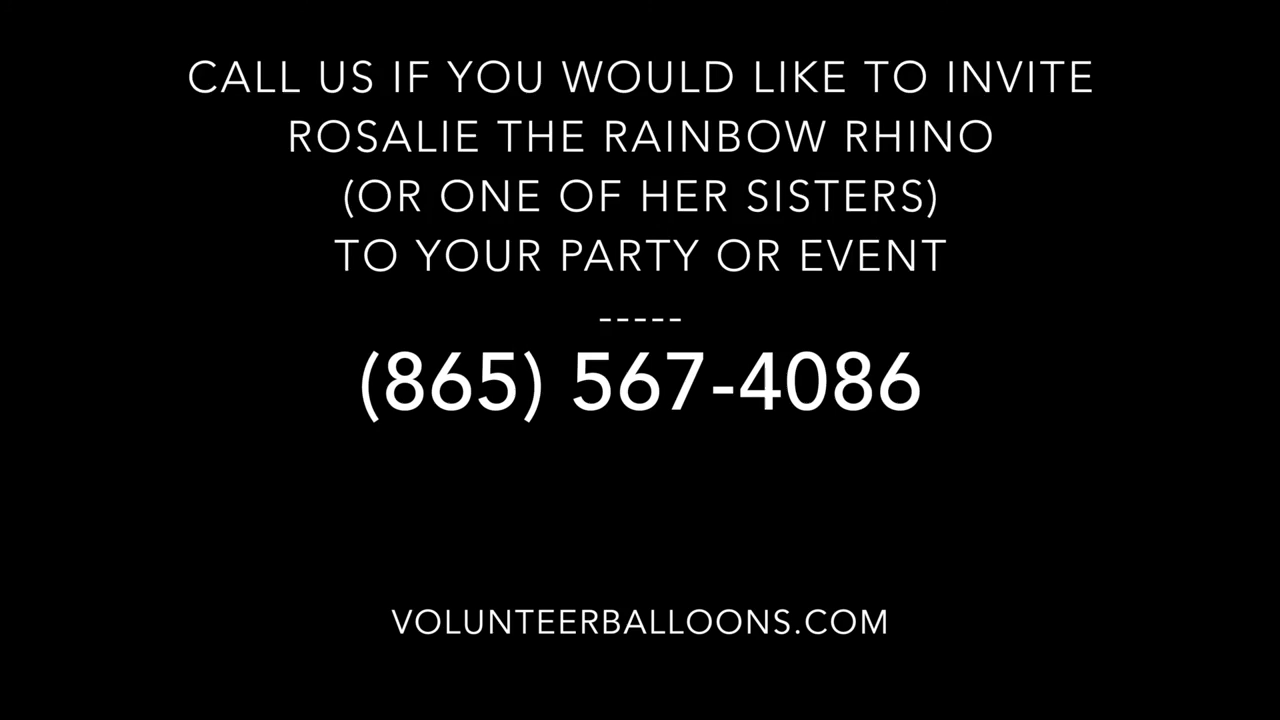 CALL US IF YOU WOULD LIKE TO INVITE
ROSALIE THE RAINBOW RHINO
(OR ONE OF HER SISTERS)
TO YOUR PARTY OR EVENT
-----
(865) 567-4086
VOLUNTEERBALLOONS.COM